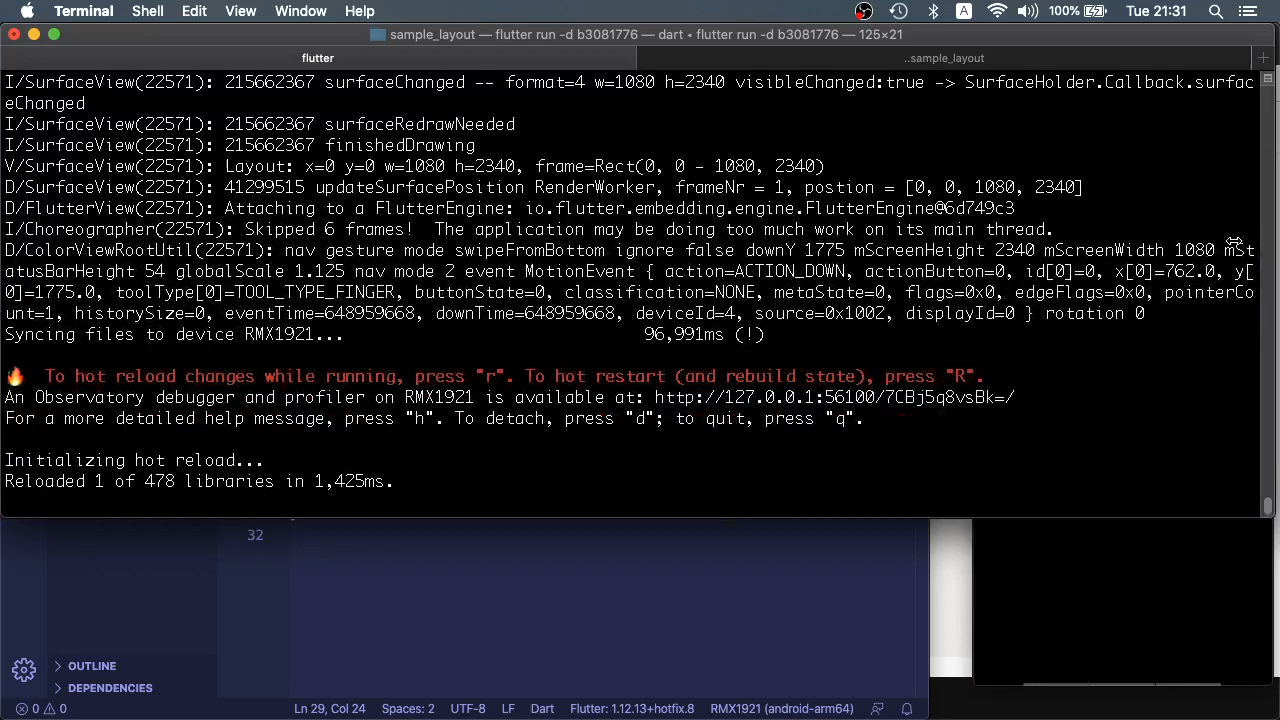 Terminal Shell Edit View Window Help 100% Tue 21:31
sample_layout — flutter run -d b3081776 — dart ◂ flutter run -d b3081776 — 125×21
flutter ..sample_layout
I/SurfaceView(22571): 215662367 surfaceChanged -- format=4 w=1080 h=2340 visibleChanged:true -> SurfaceHolder.Callback.surfac
eChanged
I/SurfaceView(22571): 215662367 surfaceRedrawNeeded
I/SurfaceView(22571): 215662367 finishedDrawing
V/SurfaceView(22571): Layout: x=0 y=0 w=1080 h=2340, frame=Rect(0, 0 - 1080, 2340)
D/SurfaceView(22571): 41299515 updateSurfacePosition RenderWorker, frameNr = 1, postion = [0, 0, 1080, 2340]
D/FlutterView(22571): Attaching to a FlutterEngine: io.flutter.embedding.engine.FlutterEngine@6d749c3
I/Choreographer(22571): Skipped 6 frames!  The application may be doing too much work on its main thread.
D/ColorViewRootUtil(22571): nav gesture mode swipeFromBottom ignore false downY 1775 mScreenHeight 2340 mScreenWidth 1080 mSt
atusBarHeight 54 globalScale 1.125 nav mode 2 event MotionEvent { action=ACTION_DOWN, actionButton=0, id[0]=0, x[0]=762.0, y[
0]=1775.0, toolType[0]=TOOL_TYPE_FINGER, buttonState=0, classification=NONE, metaState=0, flags=0x0, edgeFlags=0x0, pointerCo
unt=1, historySize=0, eventTime=648959668, downTime=648959668, deviceId=4, source=0x1002, displayId=0 } rotation 0
Syncing files to device RMX1921... 96,991ms (!)
🔥  To hot reload changes while running, press "r". To hot restart (and rebuild state), press "R".
An Observatory debugger and profiler on RMX1921 is available at: http://127.0.0.1:56100/7CBj5q8vsBk=/
For a more detailed help message, press "h". To detach, press "d"; to quit, press "q".
Initializing hot reload...
Reloaded 1 of 478 libraries in 1,425ms.
32
OUTLINE
DEPENDENCIES
0 0 Ln 29, Col 24 Spaces: 2 UTF-8 LF Dart Flutter: 1.12.13+hotfix.8 RMX1921 (android-arm64)